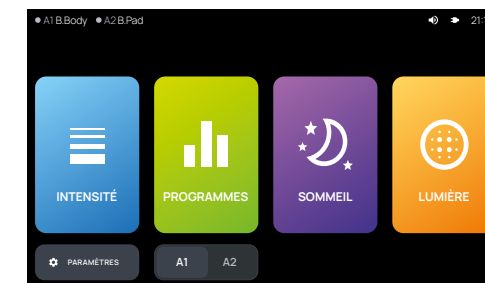 A1 B.Body A2 B.Pad
INTENSITÉ PROGRAMMES SOMMEIL LUMIÈRE
PARAMÈTRES A1 A2